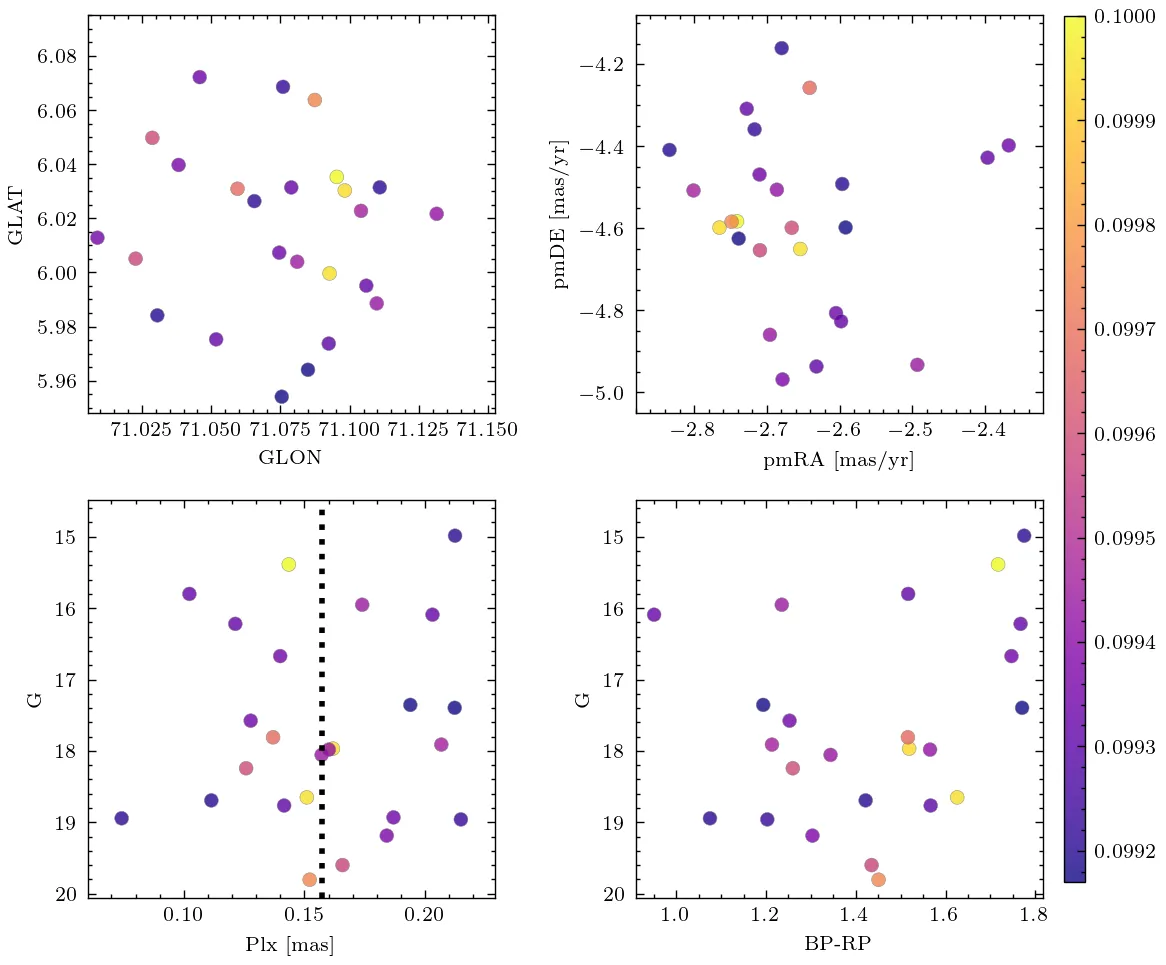 6.08
6.06
6.04
6.02
6.00
5.98
5.96
GLAT
71.025 71.050 71.075 71.100 71.125 71.150
GLON
−4.2
−4.4
−4.6
−4.8
−5.0
pmDE [mas/yr]
−2.8 −2.7 −2.6 −2.5 −2.4
pmRA [mas/yr]
15
16
17
18
19
20
G
0.10 0.15 0.20
Plx [mas]
15
16
17
18
19
20
G
1.0 1.2 1.4 1.6 1.8
BP-RP
0.1000
0.0999
0.0998
0.0997
0.0996
0.0995
0.0994
0.0993
0.0992